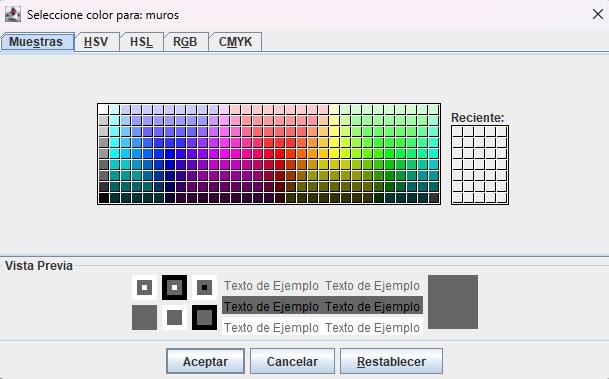 Seleccione color para: muros
Muestras HSV HSL RGB CMYK
Reciente:
Vista Previa
Texto de Ejemplo Texto de Ejemplo
Texto de Ejemplo Texto de Ejemplo
Texto de Ejemplo Texto de Ejemplo
Aceptar Cancelar Restablecer